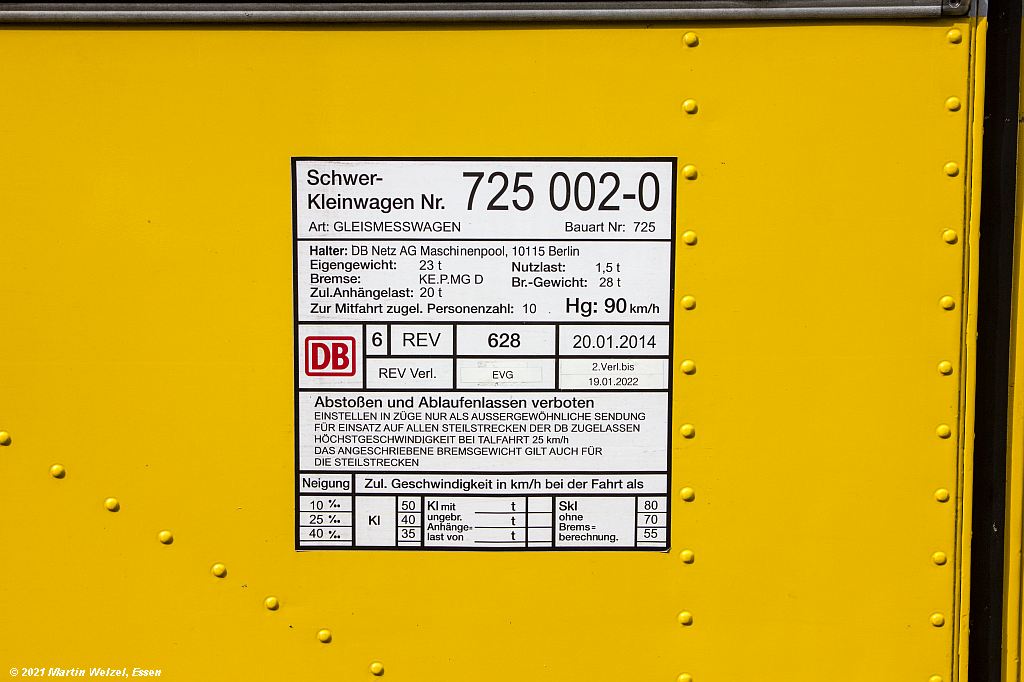 Schwer-
Kleinwagen Nr. 725 002-0
Art: GLEISMESSWAGEN Bauart Nr: 725
Halter: DB Netz AG Maschinenpool, 10115 Berlin
Eigengewicht: 23 t Nutzlast: 1,5 t
Bremse: KE.P.MG D Br.-Gewicht: 28 t
Zul.Anhängelast: 20 t
Zur Mitfahrt zugel. Personenzahl: 10 . Hg: 90 km/h
DB 6 REV 628 20.01.2014
REV Verl. EVG 2.Verl.bis
19.01.2022
Abstoßen und Ablaufenlassen verboten
EINSTELLEN IN ZÜGE NUR ALS AUSSERGEWÖHNLICHE SENDUNG
FÜR EINSATZ AUF ALLEN STEILSTRECKEN DER DB ZUGELASSEN
HÖCHSTGESCHWINDIGKEIT BEI TALFAHRT 25 km/h
DAS ANGESCHRIEBENE BREMSGEWICHT GILT AUCH FÜR
DIE STEILSTRECKEN
Neigung Zul. Geschwindigkeit in km/h bei der Fahrt als
10 ‰ Kl 50 Kl mit t Skl 80
25 ‰ 40 ungebr. t ohne 70
Anhänge= Brems=
40 ‰ 35 last von t berechnung. 55
© 2021 Martin Welzel, Essen